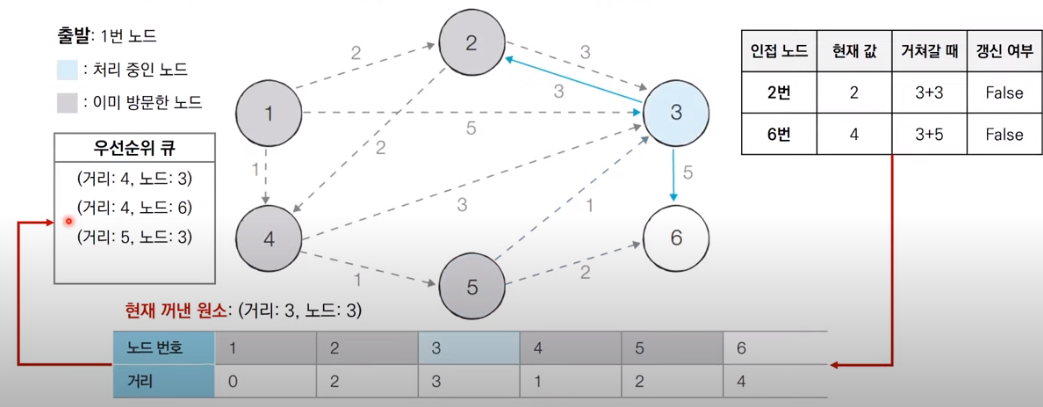 출발: 1번 노드
: 처리 중인 노드
: 이미 방문한 노드
우선순위 큐
(거리: 4, 노드: 3)
(거리: 4, 노드: 6)
(거리: 5, 노드: 3)
1
2
3
4
5
6
2
3
3
5
2
1
3
1
1
2
5
인접 노드 현재 값 거쳐갈 때 갱신 여부
2번 2 3+3 False
6번 4 3+5 False
현재 꺼낸 원소: (거리: 3, 노드: 3)
노드 번호 1 2 3 4 5 6
거리 0 2 3 1 2 4